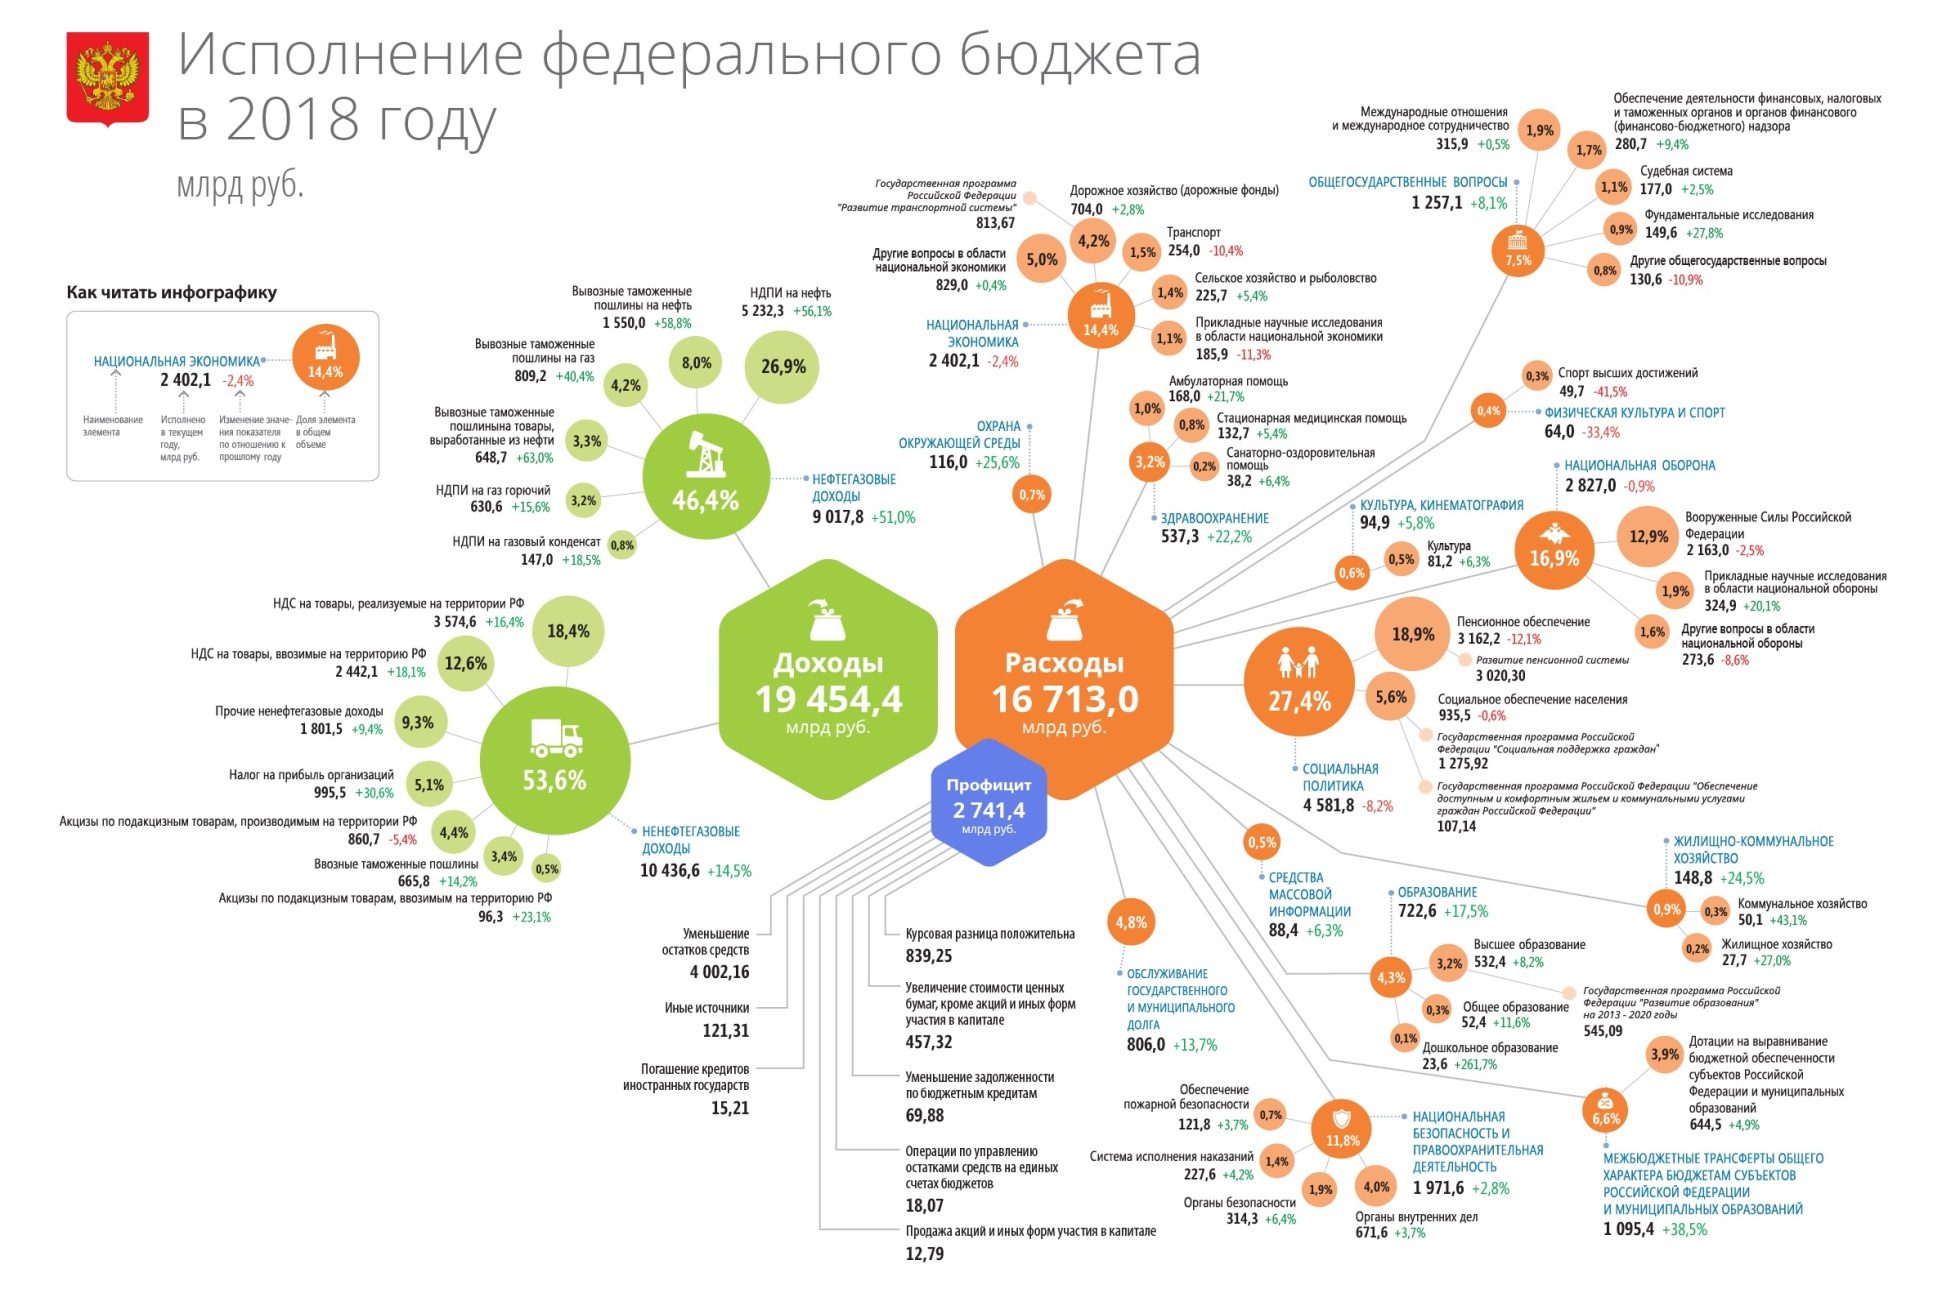 Исполнение федерального бюджета
в 2018 году
млрд руб.
Как читать инфографику
НАЦИОНАЛЬНАЯ ЭКОНОМИКА
2 402,1 -2,4%
14,4%
Наименование
элемента
Исполнено
в текущем
году,
млрд руб.
Изменение значе-
ния показателя
по отношению к
прошлому году
Доля элемента
в общем
объеме
Вывозные таможенные
пошлины на нефть
1 550,0 +58,8%
8,0%
НДПИ на нефть
5 232,3 +56,1%
26,9%
Вывозные таможенные
пошлины на газ
809,2 +40,4%
4,2%
Вывозные таможенные
пошлинына товары,
выработанные из нефти
648,7 +63,0%
3,3%
НДПИ на газ горючий
630,6 +15,6%
3,2%
НДПИ на газовый конденсат
147,0 +18,5%
0,8%
46,4%
НЕФТЕГАЗОВЫЕ
ДОХОДЫ
9 017,8 +51,0%
НДС на товары, реализуемые на территории РФ
3 574,6 +16,4%
18,4%
НДС на товары, ввозимые на территорию РФ
2 442,1 +18,1%
12,6%
Прочие ненефтегазовые доходы
1 801,5 +9,4%
9,3%
Налог на прибыль организаций
995,5 +30,6%
5,1%
Акцизы по подакцизным товарам, производимым на территории РФ
860,7 -5,4%
4,4%
Ввозные таможенные пошлины
665,8 +14,2%
3,4%
Акцизы по подакцизным товарам, ввозимым на территорию РФ
96,3 +23,1%
0,5%
53,6%
НЕНЕФТЕГАЗОВЫЕ
ДОХОДЫ
10 436,6 +14,5%
Доходы
19 454,4
млрд руб.
Расходы
16 713,0
млрд руб.
Профицит
2 741,4
млрд руб.
Уменьшение
остатков средств
4 002,16
Иные источники
121,31
Погашение кредитов
иностранных государств
15,21
Курсовая разница положительна
839,25
Увеличение стоимости ценных
бумаг, кроме акций и иных форм
участия в капитале
457,32
Уменьшение задолженности
по бюджетным кредитам
69,88
Операции по управлению
остатками средств на единых
счетах бюджетов
18,07
Продажа акций и иных форм участия в капитале
12,79
Государственная программа
Российской Федерации
"Развитие транспортной системы"
813,67
Дорожное хозяйство (дорожные фонды)
704,0 +2,8%
4,2%
Другие вопросы в области
национальной экономики
829,0 +0,4%
5,0%
Транспорт
254,0 -10,4%
1,5%
Сельское хозяйство и рыболовство
225,7 +5,4%
1,4%
Прикладные научные исследования
в области национальной экономики
185,9 -11,3%
1,1%
14,4%
НАЦИОНАЛЬНАЯ
ЭКОНОМИКА
2 402,1 -2,4%
ОХРАНА
ОКРУЖАЮЩЕЙ СРЕДЫ
116,0 +25,6%
0,7%
Амбулаторная помощь
168,0 +21,7%
1,0%
Стационарная медицинская помощь
132,7 +5,4%
0,8%
Санаторно-оздоровительная
помощь
38,2 +6,4%
0,2%
3,2%
ЗДРАВООХРАНЕНИЕ
537,3 +22,2%
Международные отношения
и международное сотрудничество
315,9 +0,5%
1,9%
Обеспечение деятельности финансовых, налоговых
и таможенных органов и органов финансового
(финансово-бюджетного) надзора
280,7 +9,4%
1,7%
Судебная система
177,0 +2,5%
1,1%
Фундаментальные исследования
149,6 +27,8%
0,9%
Другие общегосударственные вопросы
130,6 -10,9%
0,8%
ОБЩЕГОСУДАРСТВЕННЫЕ ВОПРОСЫ
1 257,1 +8,1%
7,5%
Спорт высших достижений
49,7 -41,5%
0,3%
0,4%
ФИЗИЧЕСКАЯ КУЛЬТУРА И СПОРТ
64,0 -33,4%
НАЦИОНАЛЬНАЯ ОБОРОНА
2 827,0 -0,9%
16,9%
Вооруженные Силы Российской
Федерации
2 163,0 -2,5%
12,9%
Прикладные научные исследования
в области национальной обороны
324,9 +20,1%
1,9%
Другие вопросы в области
национальной обороны
273,6 -8,6%
1,6%
КУЛЬТУРА, КИНЕМАТОГРАФИЯ
94,9 +5,8%
0,6%
Культура
81,2 +6,3%
0,5%
27,4%
СОЦИАЛЬНАЯ
ПОЛИТИКА
4 581,8 -8,2%
Пенсионное обеспечение
3 162,2 -12,1%
18,9%
Развитие пенсионной системы
3 020,30
Социальное обеспечение населения
935,5 -0,6%
5,6%
Государственная программа Российской
Федерации "Социальная поддержка граждан"
1 275,92
Государственная программа Российской Федерации "Обеспечение
доступным и комфортным жильем и коммунальными услугами
граждан Российской Федерации"
107,14
0,5%
СРЕДСТВА
МАССОВОЙ
ИНФОРМАЦИИ
88,4 +6,3%
ЖИЛИЩНО-КОММУНАЛЬНОЕ
ХОЗЯЙСТВО
148,8 +24,5%
0,9%
Коммунальное хозяйство
50,1 +43,1%
0,3%
Жилищное хозяйство
27,7 +27,0%
0,2%
ОБРАЗОВАНИЕ
722,6 +17,5%
4,3%
Высшее образование
532,4 +8,2%
3,2%
Государственная программа Российской
Федерации "Развитие образования"
на 2013 - 2020 годы
545,09
Общее образование
52,4 +11,6%
0,3%
Дошкольное образование
23,6 +261,7%
0,1%
4,8%
ОБСЛУЖИВАНИЕ
ГОСУДАРСТВЕННОГО
И МУНИЦИПАЛЬНОГО
ДОЛГА
806,0 +13,7%
Дотации на выравнивание
бюджетной обеспеченности
субъектов Российской
Федерации и муниципальных
образований
644,5 +4,9%
3,9%
6,6%
МЕЖБЮДЖЕТНЫЕ ТРАНСФЕРТЫ ОБЩЕГО
ХАРАКТЕРА БЮДЖЕТАМ СУБЪЕКТОВ
РОССИЙСКОЙ ФЕДЕРАЦИИ
И МУНИЦИПАЛЬНЫХ ОБРАЗОВАНИЙ
1 095,4 +38,5%
Обеспечение
пожарной безопасности
121,8 +3,7%
0,7%
Система исполнения наказаний
227,6 +4,2%
1,4%
Органы безопасности
314,3 +6,4%
1,9%
Органы внутренних дел
671,6 +3,7%
4,0%
11,8%
НАЦИОНАЛЬНАЯ
БЕЗОПАСНОСТЬ И
ПРАВООХРАНИТЕЛЬНАЯ
ДЕЯТЕЛЬНОСТЬ
1 971,6 +2,8%